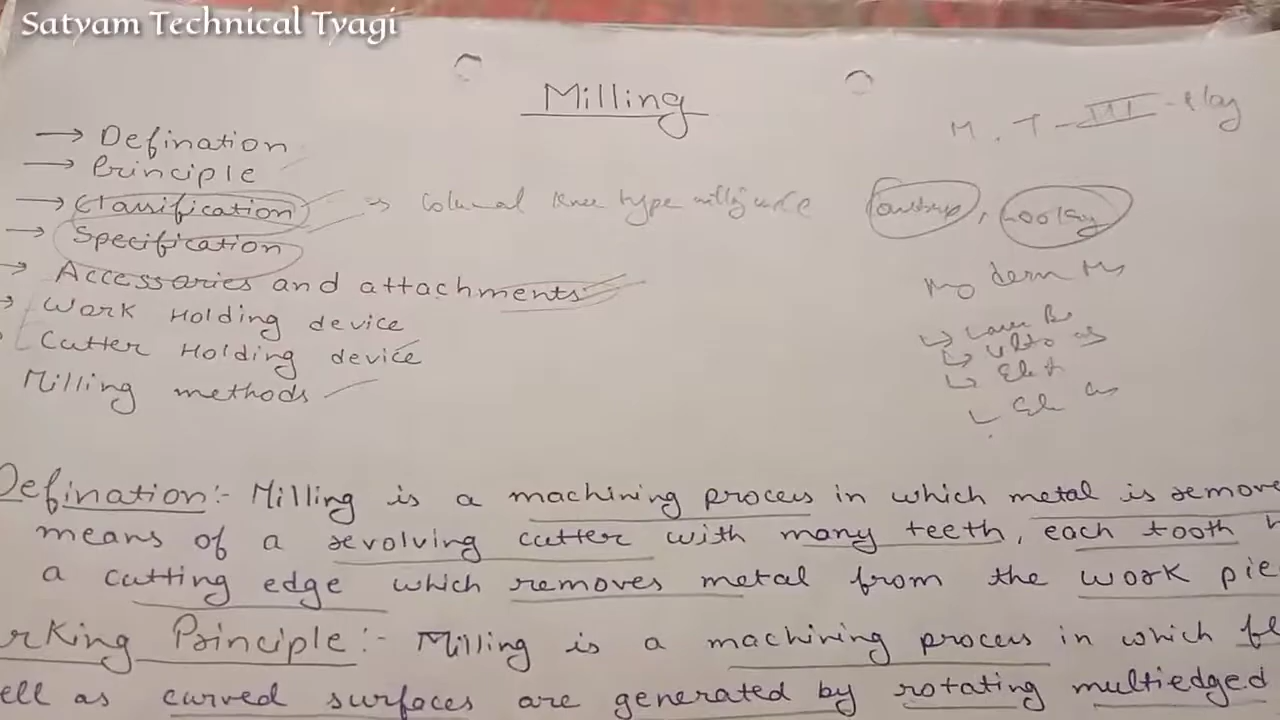 Satyam Technical Tyagi
Milling
M.T-III
→ Defination
→ Principle
→ Classification → Columal Knee type
→ Specification
→ Accessaries and attachments
→ Work Holding device
Cutter Holding device
Milling methods
Defination:- Milling is a machining process in which metal is remove
means of a revolving cutter with many teeth, each tooth h
a cutting edge which removes metal from the work pie
rking Principle:- Milling is a machining process in which fl
ell as curved surfaces are generated by rotating multiedged